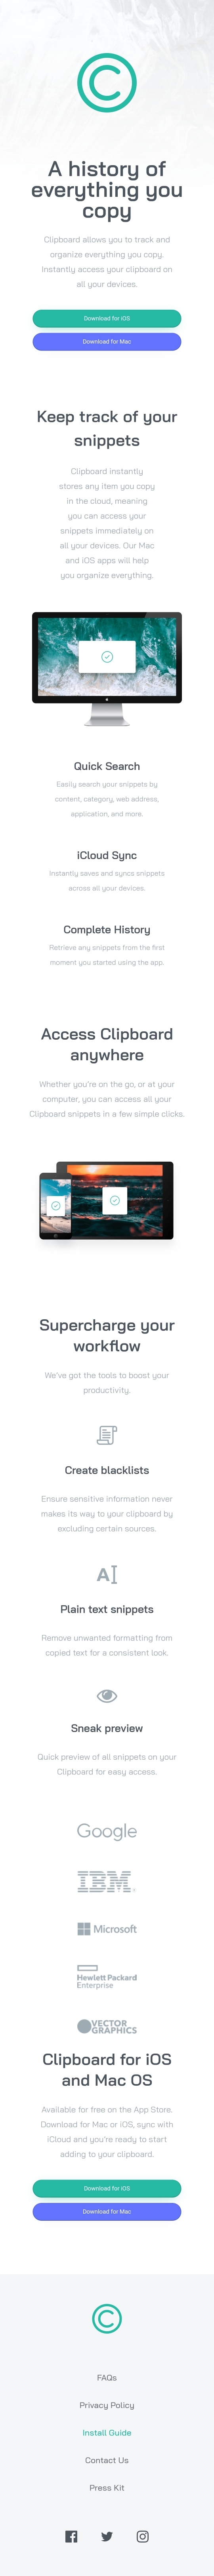 A history of
everything you
copy
Clipboard allows you to track and
organize everything you copy.
Instantly access your clipboard on
all your devices.
Download for iOS
Download for Mac
Keep track of your
snippets
Clipboard instantly
stores any item you copy
in the cloud, meaning
you can access your
snippets immediately on
all your devices. Our Mac
and iOS apps will help
you organize everything.
Quick Search
Easily search your snippets by
content, category, web address,
application, and more.
iCloud Sync
Instantly saves and syncs snippets
across all your devices.
Complete History
Retrieve any snippets from the first
moment you started using the app.
Access Clipboard
anywhere
Whether you're on the go, or at your
computer, you can access all your
Clipboard snippets in a few simple clicks.
Supercharge your
workflow
We've got the tools to boost your
productivity.
Create blacklists
Ensure sensitive information never
makes its way to your clipboard by
excluding certain sources.
A
Plain text snippets
Remove unwanted formatting from
copied text for a consistent look.
Sneak preview
Quick preview of all snippets on your
Clipboard for easy access.
Google
IBM
Microsoft
Hewlett Packard
Enterprise
VECTOR
GRAPHICS
Clipboard for iOS
and Mac OS
Available for free on the App Store.
Download for Mac or iOS, sync with
iCloud and you're ready to start
adding to your clipboard.
Download for iOS
Download for Mac
FAQs
Privacy Policy
Install Guide
Contact Us
Press Kit